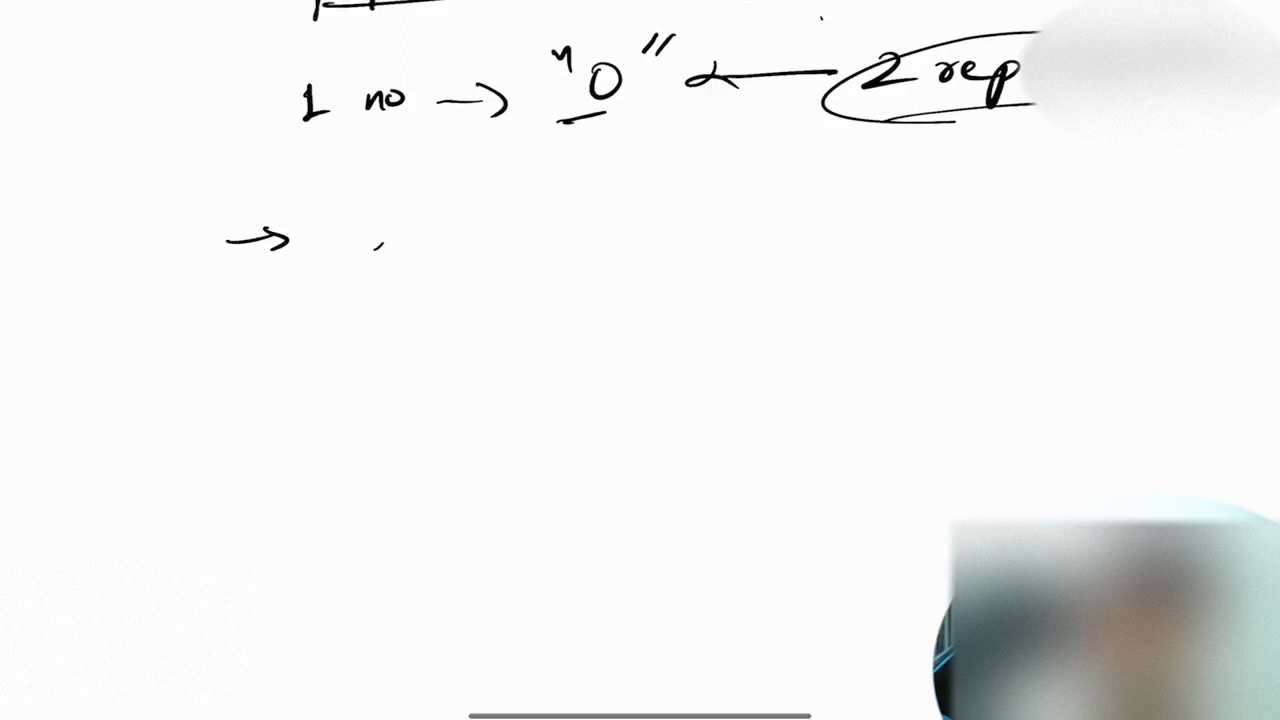 1 no → "0" ← 2 rep
→